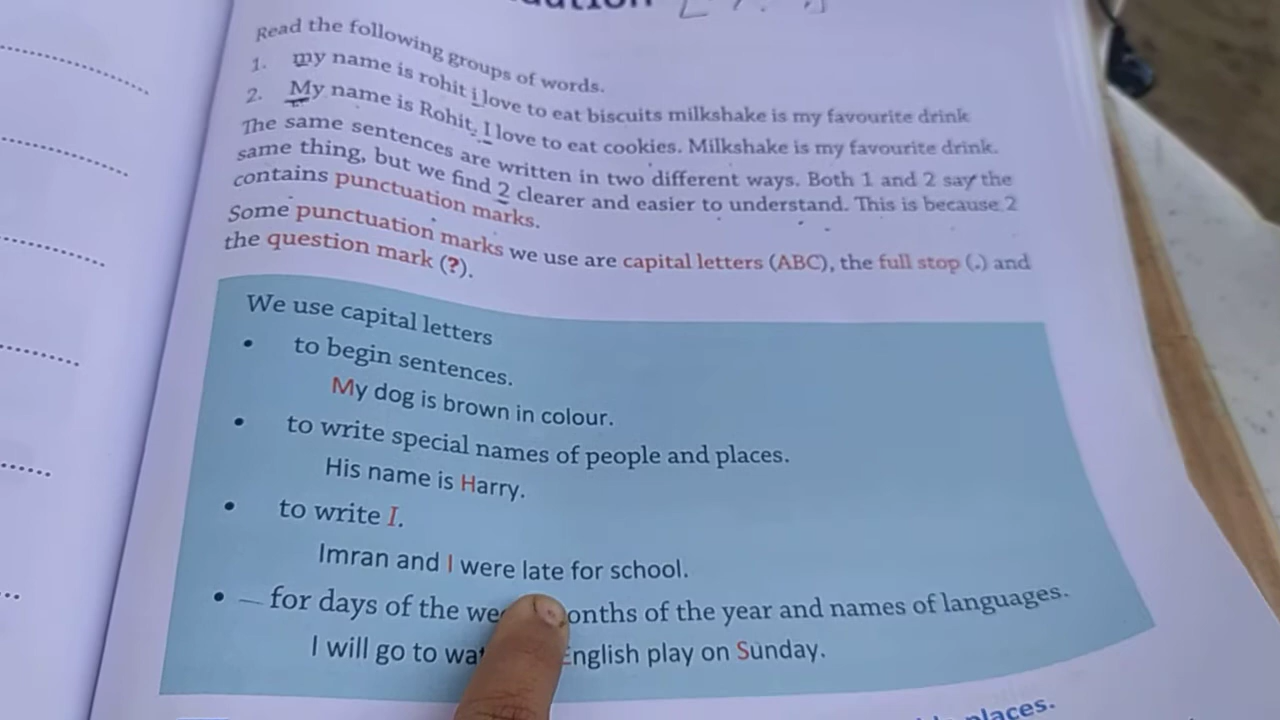 Read the following groups of words.
1. my name is rohit i love to eat biscuits milkshake is my favourite drink
2. My name is Rohit. I love to eat cookies. Milkshake is my favourite drink.
The same sentences are written in two different ways. Both 1 and 2 say the
same thing, but we find 2 clearer and easier to understand. This is because 2
contains punctuation marks.
Some punctuation marks we use are capital letters (ABC), the full stop (.) and
the question mark (?).
We use capital letters
• to begin sentences.
My dog is brown in colour.
• to write special names of people and places.
His name is Harry.
• to write I.
Imran and I were late for school.
• for days of the of the year and names of languages.
I will go to English play on Sunday.
places.